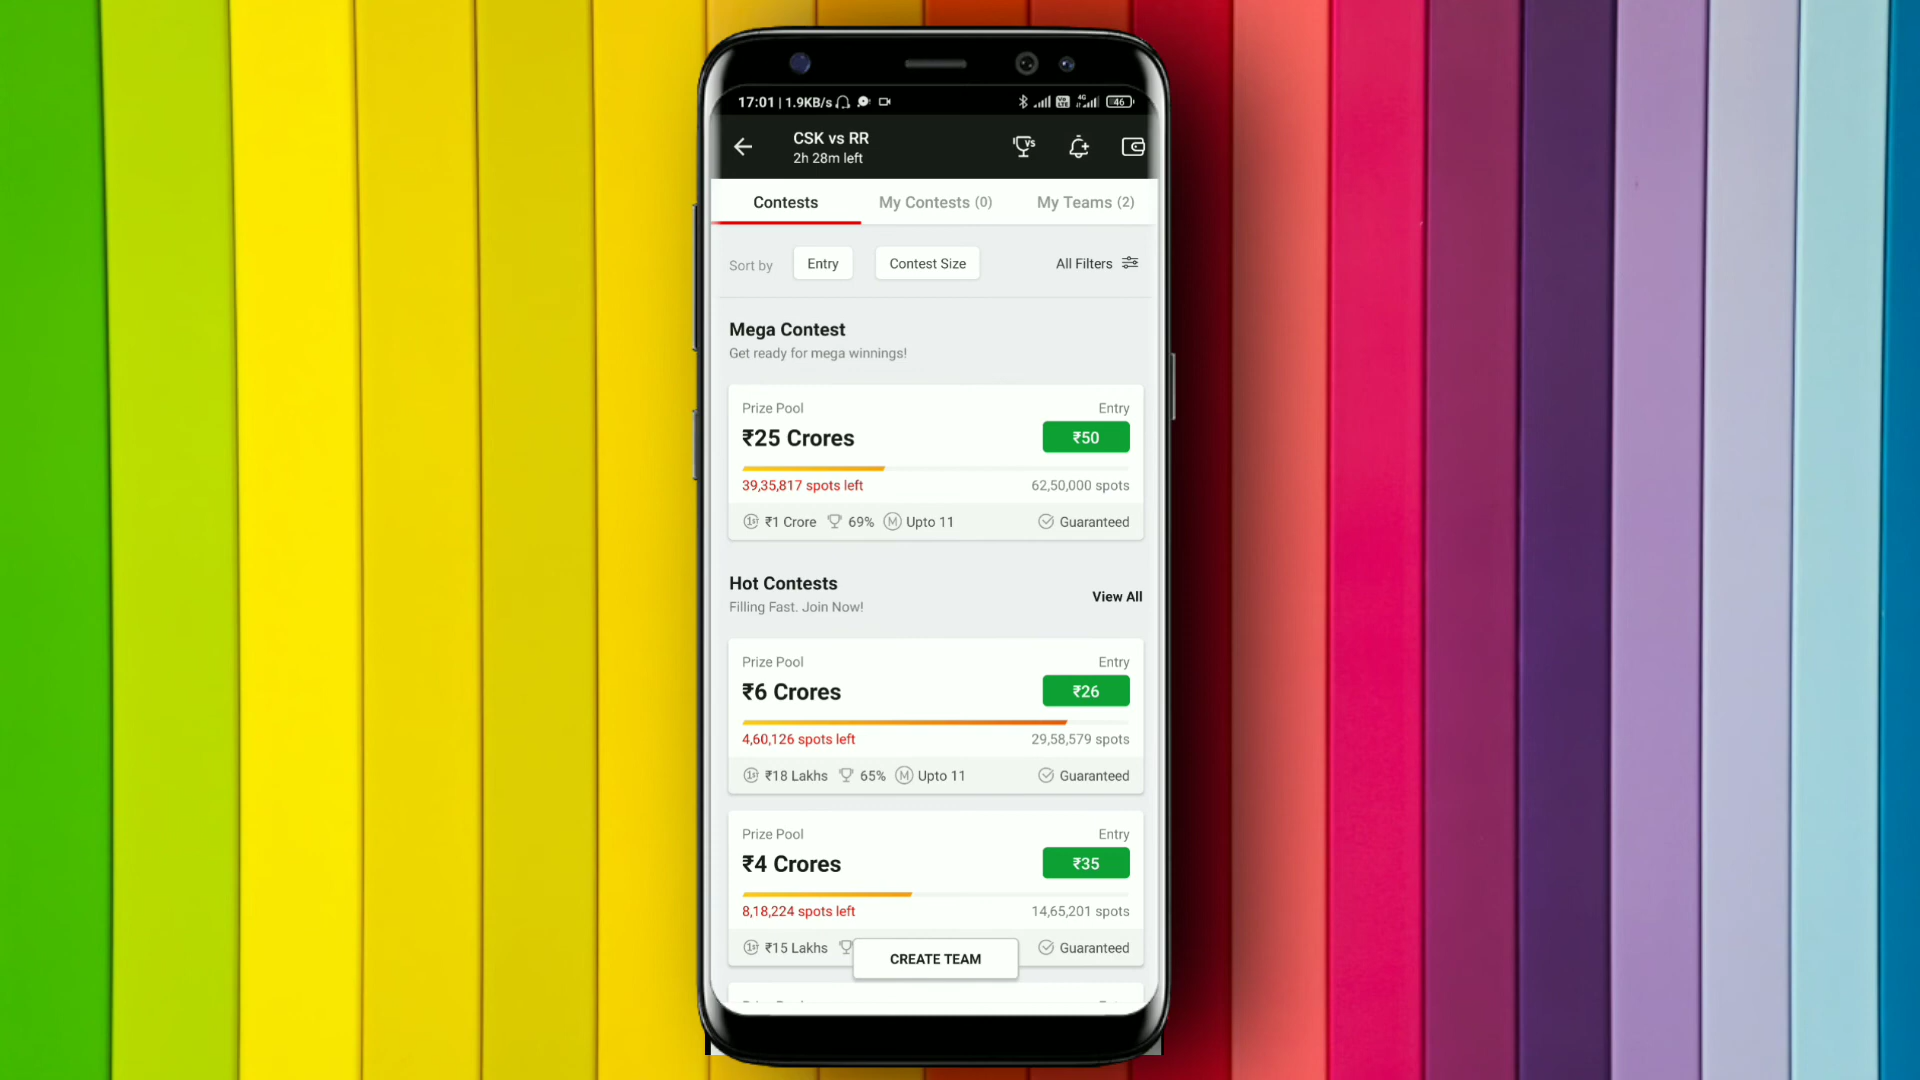 17:01 | 1.9KB/s 4G 46
CSK vs RR
2h 28m left
Contests My Contests (0) My Teams (2)
Sort by Entry Contest Size All Filters
Mega Contest
Get ready for mega winnings!
Prize Pool Entry
₹25 Crores ₹50
39,35,817 spots left 62,50,000 spots
1st ₹1 Crore 69% M Upto 11 Guaranteed
Hot Contests
Filling Fast. Join Now! View All
Prize Pool Entry
₹6 Crores ₹26
4,60,126 spots left 29,58,579 spots
1st ₹18 Lakhs 65% M Upto 11 Guaranteed
Prize Pool Entry
₹4 Crores ₹35
8,18,224 spots left 14,65,201 spots
1st ₹15 Lakhs Guaranteed
CREATE TEAM